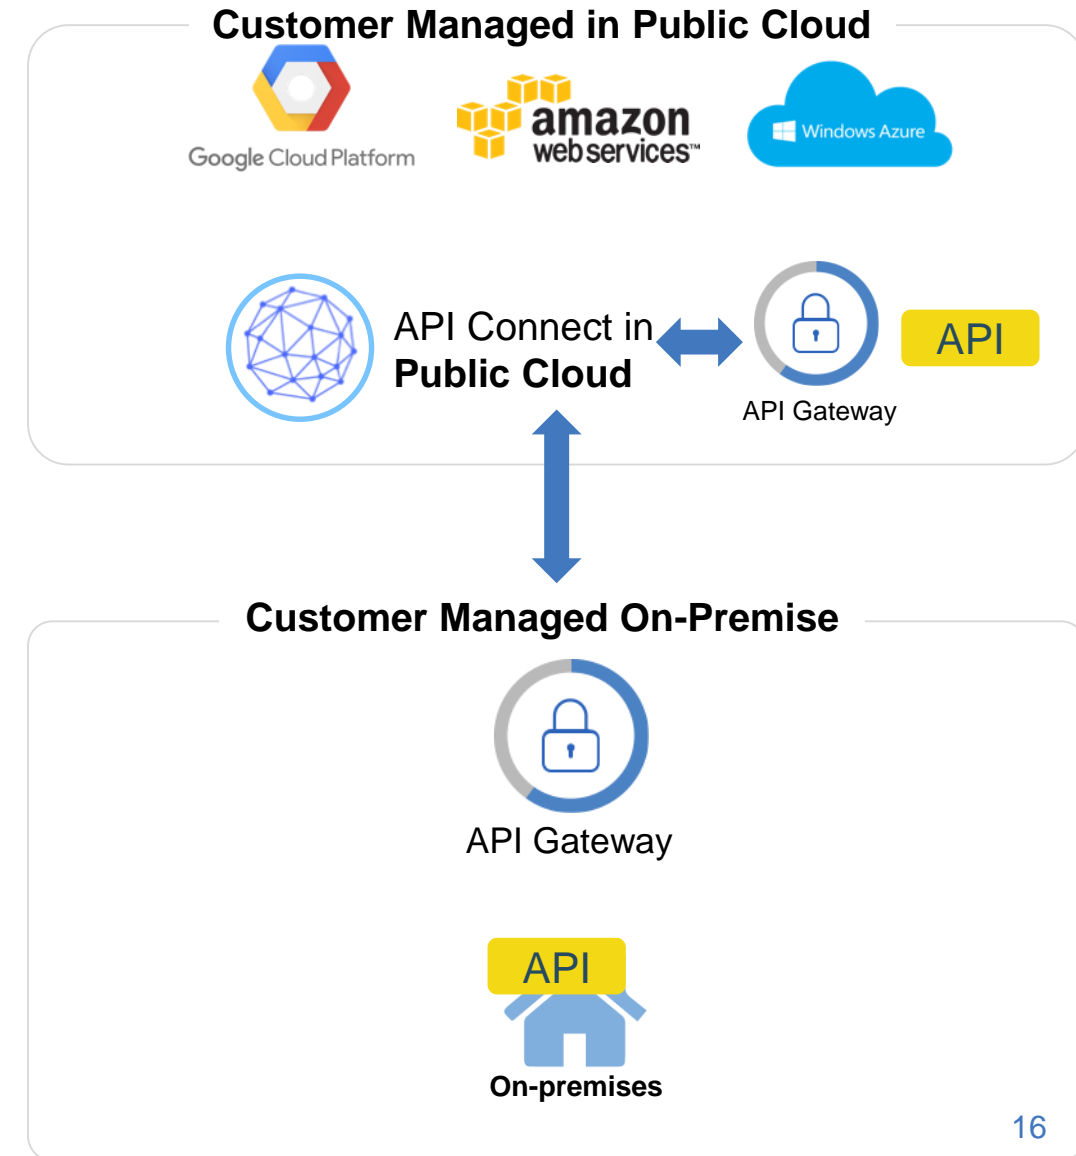 Customer Managed in Public Cloud
Google Cloud Platform
amazon
web services™
Windows Azure
API Connect in
Public Cloud
API
API Gateway
Customer Managed On-Premise
API Gateway
API
On-premises
16